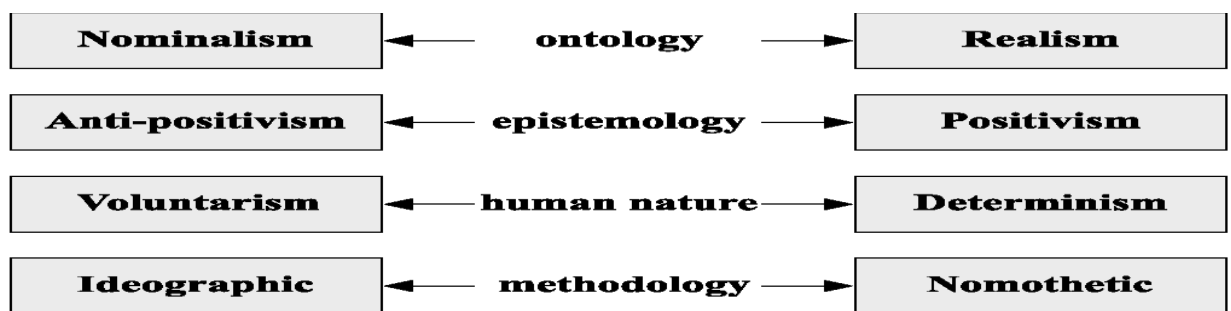 Nominalism ontology Realism
Anti-positivism epistemology Positivism
Voluntarism human nature Determinism
Ideographic methodology Nomothetic